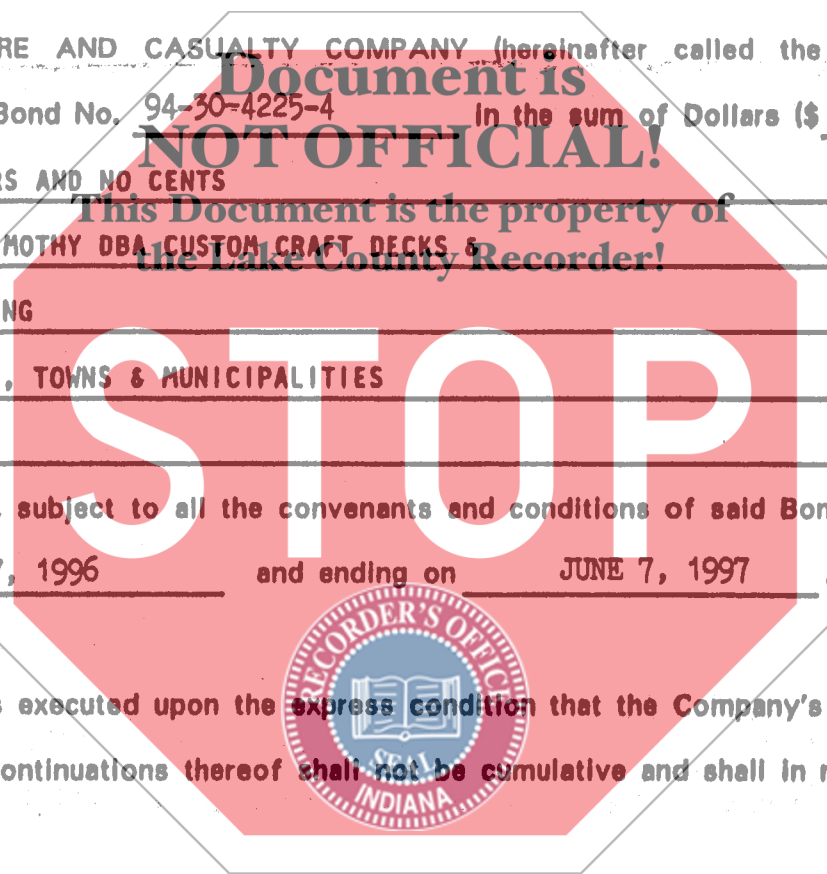 RE AND CASUALTY COMPANY (hereinafter called the
Document is
Bond No. 94-30-4225-4 in the sum of Dollars ($
NOT OFFICIAL!
RS AND NO CENTS
This Document is the property of
MOTHY DBA CUSTOM CRAFT DECKS &
the Lake County Recorder!
NG
, TOWNS & MUNICIPALITIES
STOP
subject to all the convenants and conditions of said Bon
7, 1996 and ending on JUNE 7, 1997
RECORDER'S OFFICE
s executed upon the express condition that the Company's
SEAL
ontinuations thereof shall not be cumulative and shall in
INDIANA